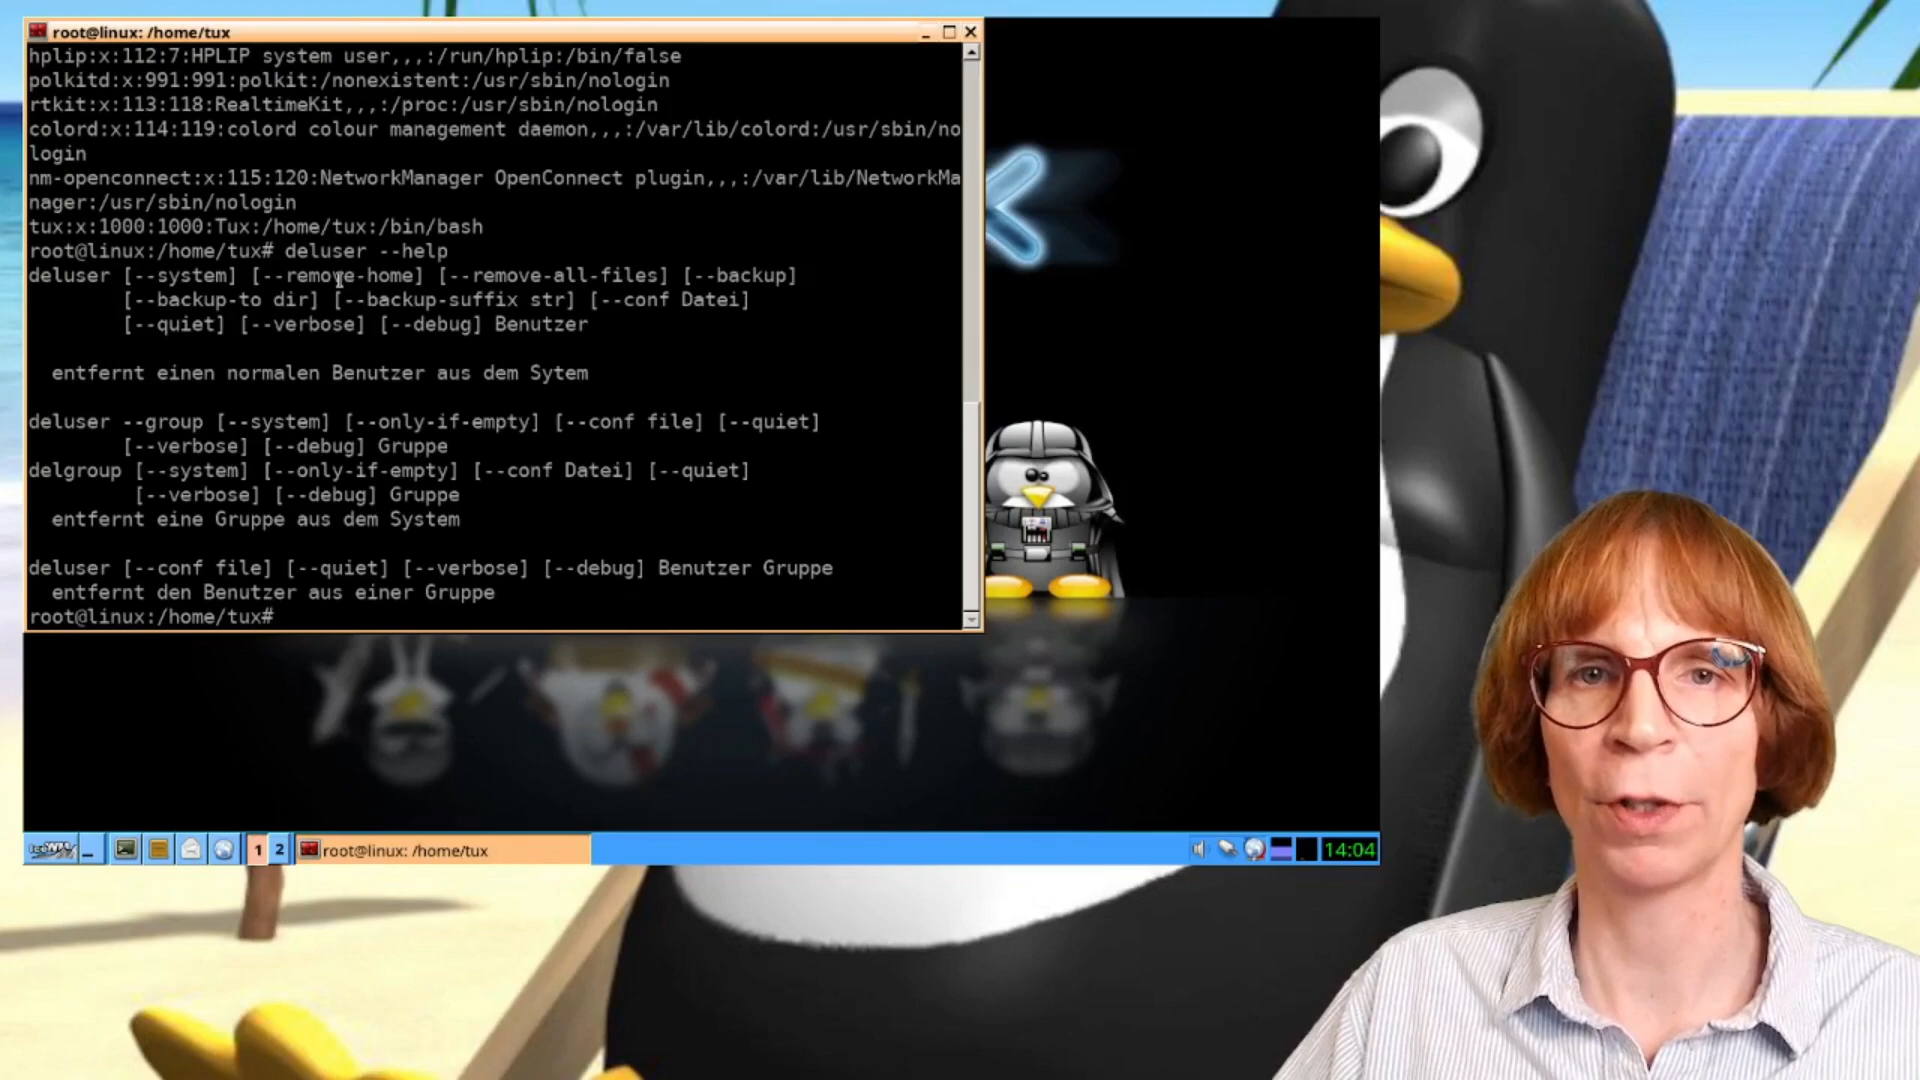 root@linux: /home/tux
hplip:x:112:7:HPLIP system user,,,:/run/hplip:/bin/false
polkitd:x:991:991:polkit:/nonexistent:/usr/sbin/nologin
rtkit:x:113:118:RealtimeKit,,,:/proc:/usr/sbin/nologin
colord:x:114:119:colord colour management daemon,,,:/var/lib/colord:/usr/sbin/no
login
nm-openconnect:x:115:120:NetworkManager OpenConnect plugin,,,:/var/lib/NetworkMa
nager:/usr/sbin/nologin
tux:x:1000:1000:Tux:/home/tux:/bin/bash
root@linux:/home/tux# deluser --help
deluser [--system] [--remove-home] [--remove-all-files] [--backup]
[--backup-to dir] [--backup-suffix str] [--conf Datei]
[--quiet] [--verbose] [--debug] Benutzer
entfernt einen normalen Benutzer aus dem Sytem
deluser --group [--system] [--only-if-empty] [--conf file] [--quiet]
[--verbose] [--debug] Gruppe
delgroup [--system] [--only-if-empty] [--conf Datei] [--quiet]
[--verbose] [--debug] Gruppe
entfernt eine Gruppe aus dem System
deluser [--conf file] [--quiet] [--verbose] [--debug] Benutzer Gruppe
entfernt den Benutzer aus einer Gruppe
root@linux:/home/tux#
1 2 root@linux: /home/tux 14:04